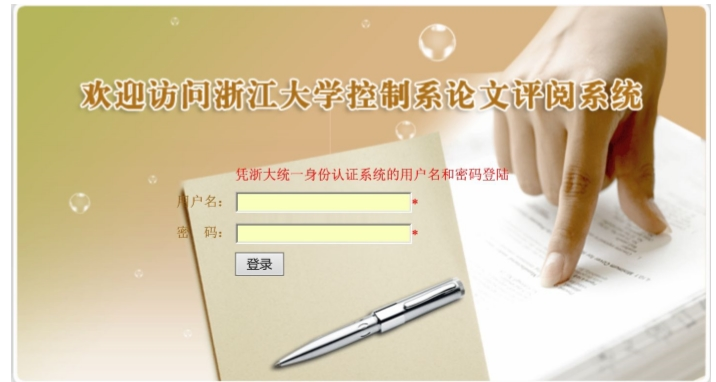 欢迎访问浙江大学控制系论文评阅系统
凭浙大统一身份认证系统的用户名和密码登陆
用户名：*
密 码：*
登录